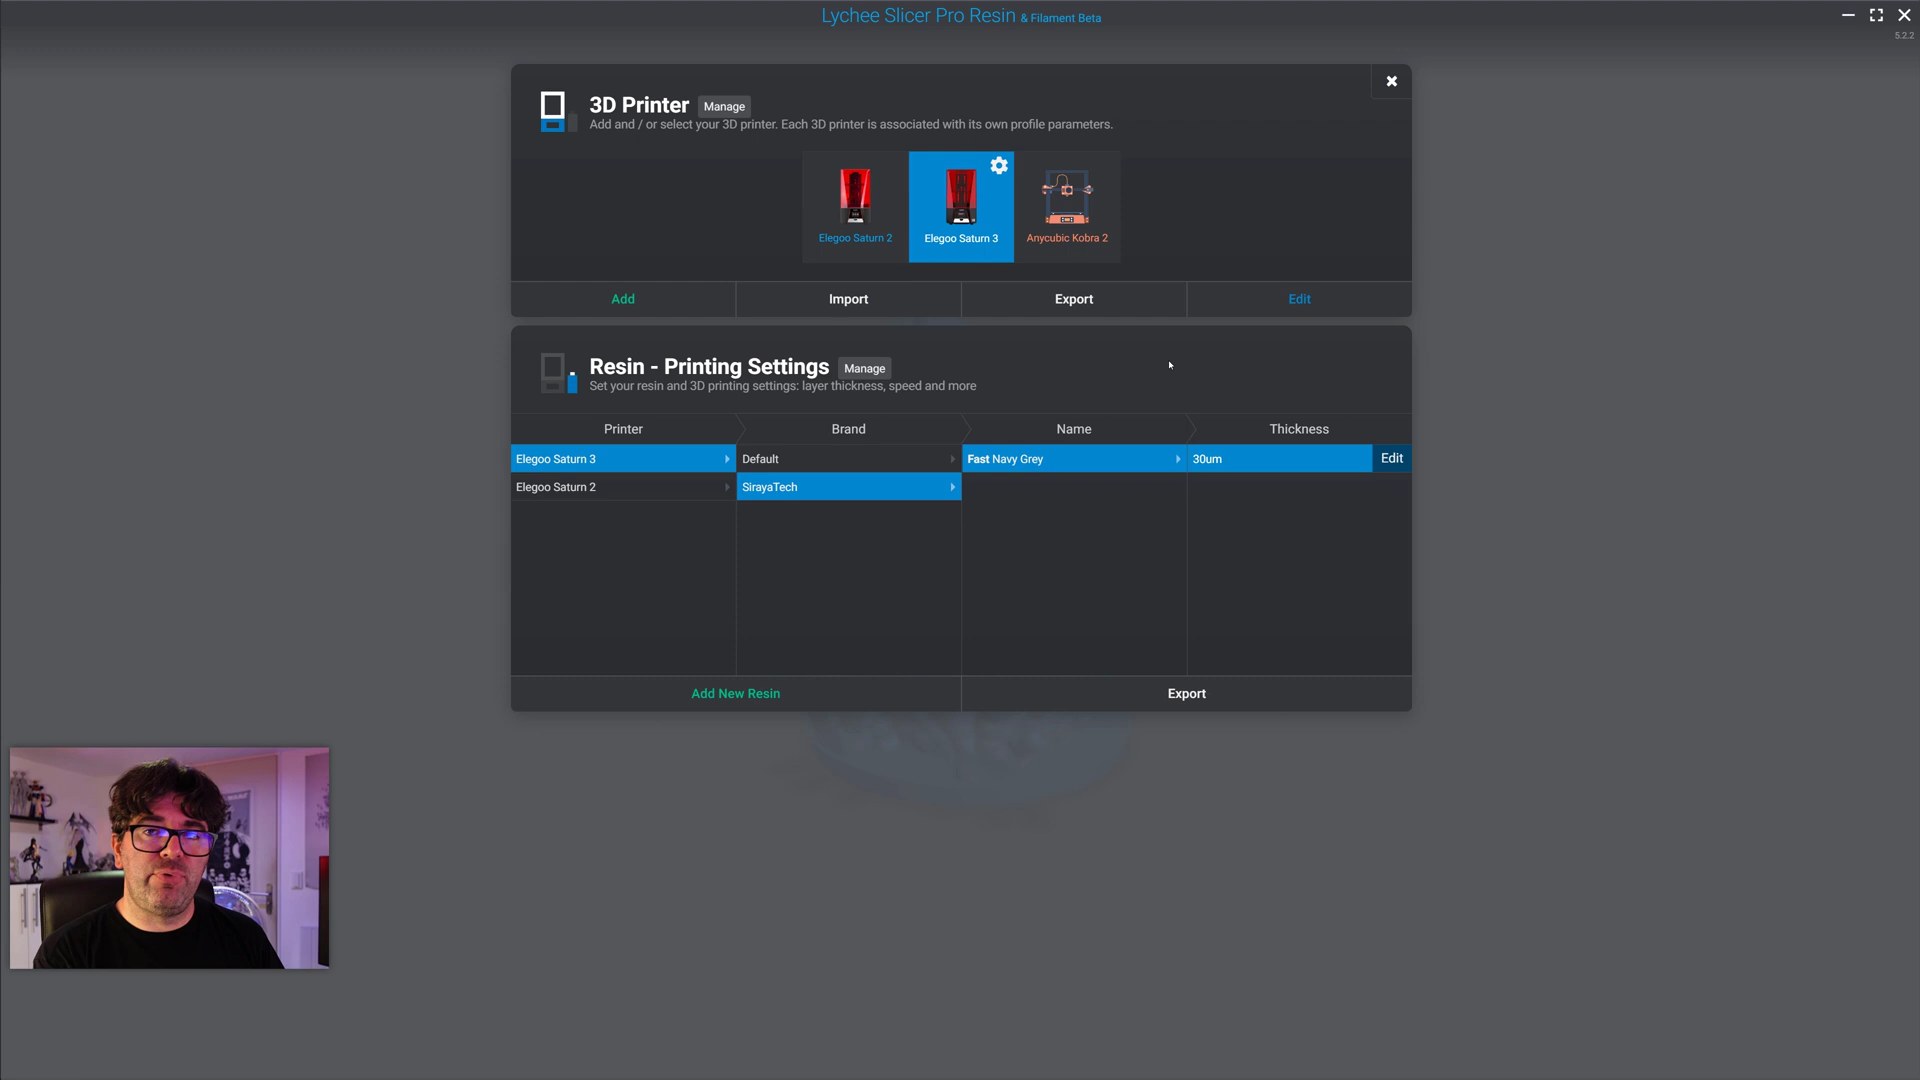 Lychee Slicer Pro Resin & Filament Beta
5.2.2
3D Printer Manage
Add and / or select your 3D printer. Each 3D printer is associated with its own profile parameters.
Elegoo Saturn 2
Elegoo Saturn 3
Anycubic Kobra 2
Add
Import
Export
Edit
Resin - Printing Settings Manage
Set your resin and 3D printing settings: layer thickness, speed and more
Printer
Brand
Name
Thickness
Elegoo Saturn 3
Default
Fast Navy Grey
30um
Edit
Elegoo Saturn 2
SirayaTech
Add New Resin
Export